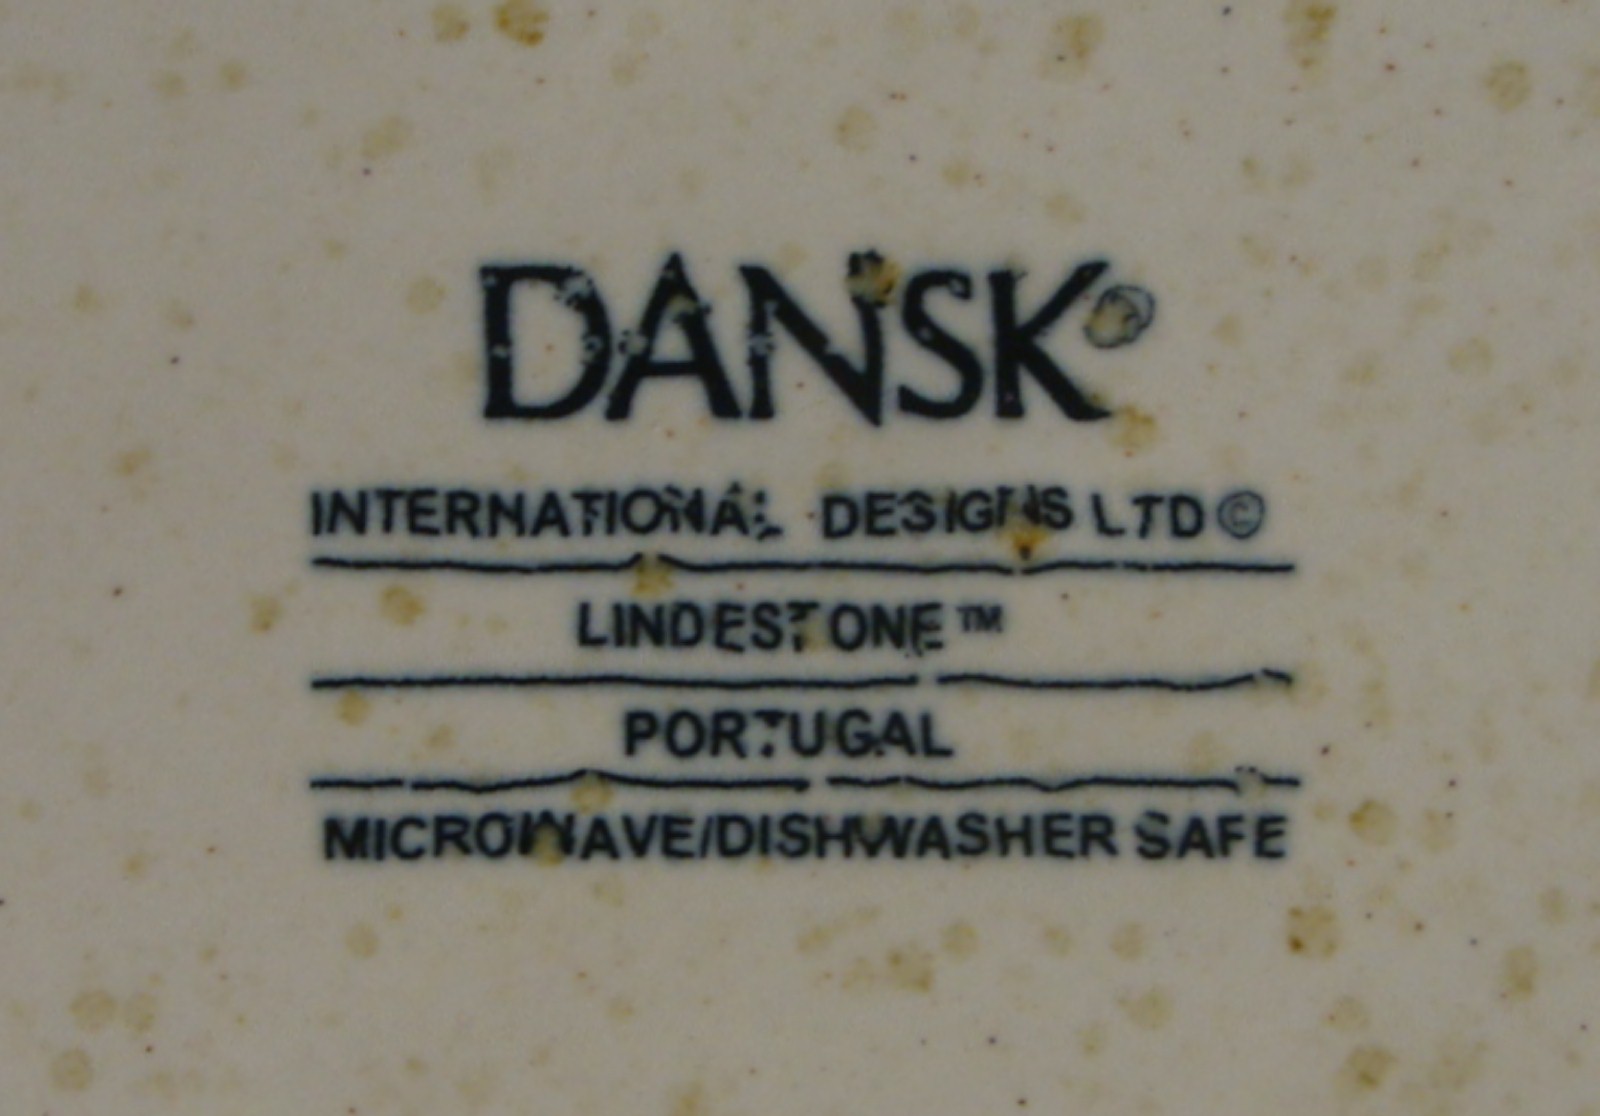 DANSK®
INTERNATIONAL DESIGNS LTD©
LINDESTONE™
PORTUGAL
MICROWAVE/DISHWASHER SAFE